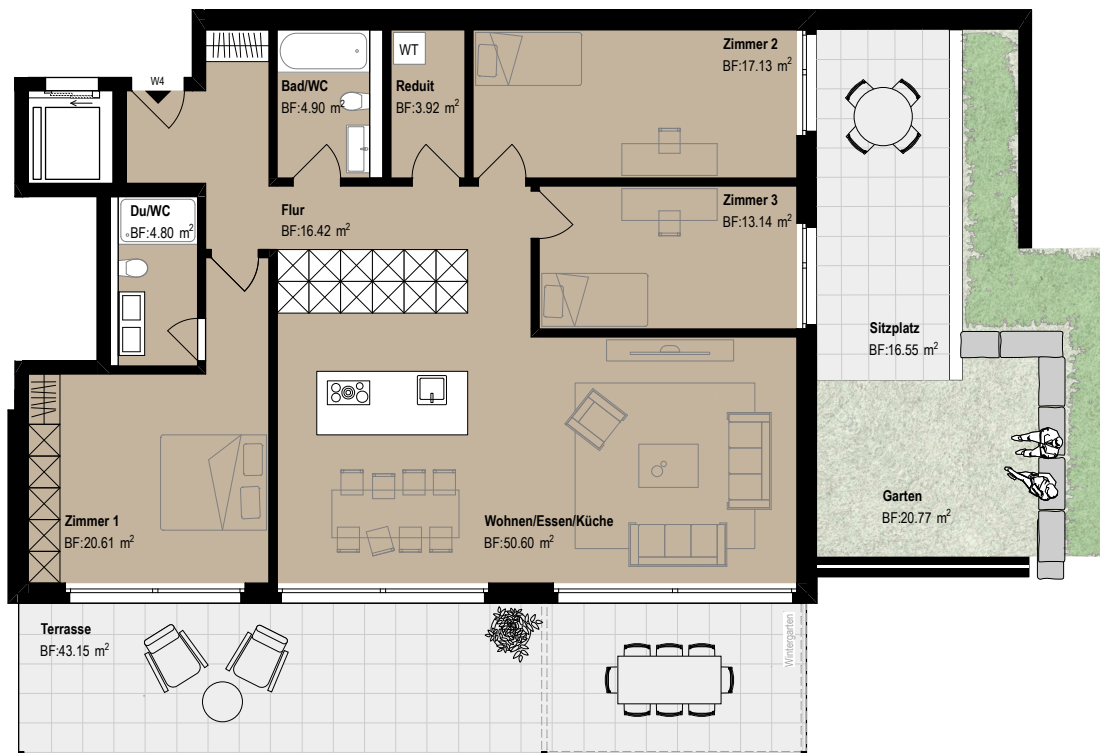 W4
Bad/WC
BF:4.90 m²
WT
Reduit
BF:3.92 m²
Zimmer 2
BF:17.13 m²
Du/WC
BF:4.80 m²
Flur
BF:16.42 m²
Zimmer 3
BF:13.14 m²
Sitzplatz
BF:16.55 m²
Zimmer 1
BF:20.61 m²
Wohnen/Essen/Küche
BF:50.60 m²
Garten
BF:20.77 m²
Terrasse
BF:43.15 m²
Wintergarten